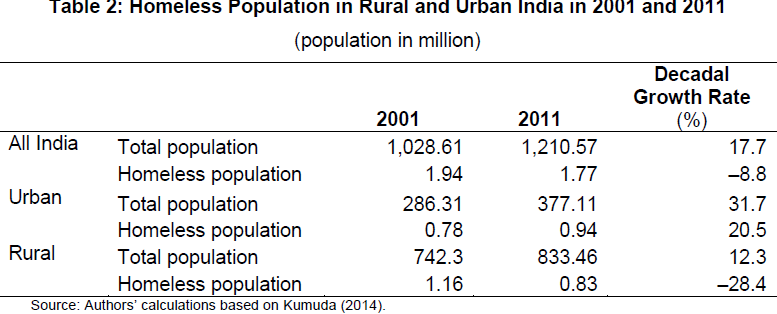 Table 2: Homeless Population in Rural and Urban India in 2001 and 2011
(population in million)
Decadal
Growth Rate
2001 2011 (%)
All India Total population 1,028.61 1,210.57 17.7
Homeless population 1.94 1.77 –8.8
Urban Total population 286.31 377.11 31.7
Homeless population 0.78 0.94 20.5
Rural Total population 742.3 833.46 12.3
Homeless population 1.16 0.83 –28.4
Source: Authors’ calculations based on Kumuda (2014).